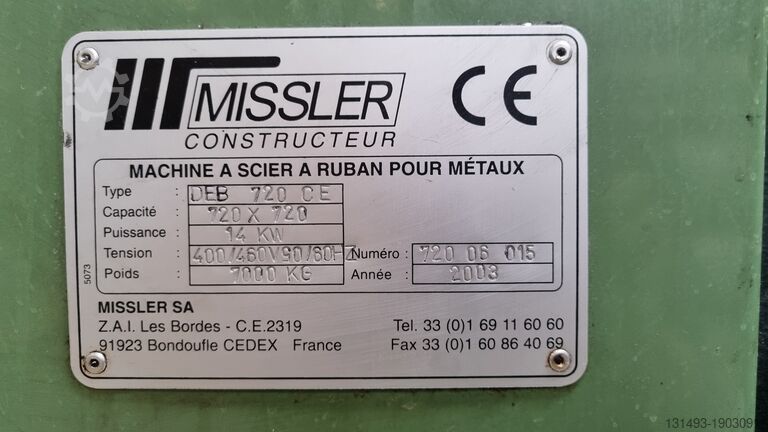 MISSLER
CONSTRUCTEUR
CE
MACHINE A SCIER A RUBAN POUR MÉTAUX
Type : DEB 720 CE
Capacité : 720 X 720
Puissance : 14 KW
Tension : 400/460V50/60HZ Numéro : 720 06 015
Poids : 7000 KG Année : 2003
5073
MISSLER SA
Z.A.I. Les Bordes - C.E.2319 Tel. 33 (0)1 69 11 60 60
91923 Bondoufle CEDEX France Fax 33 (0)1 60 86 40 69
131493-190309